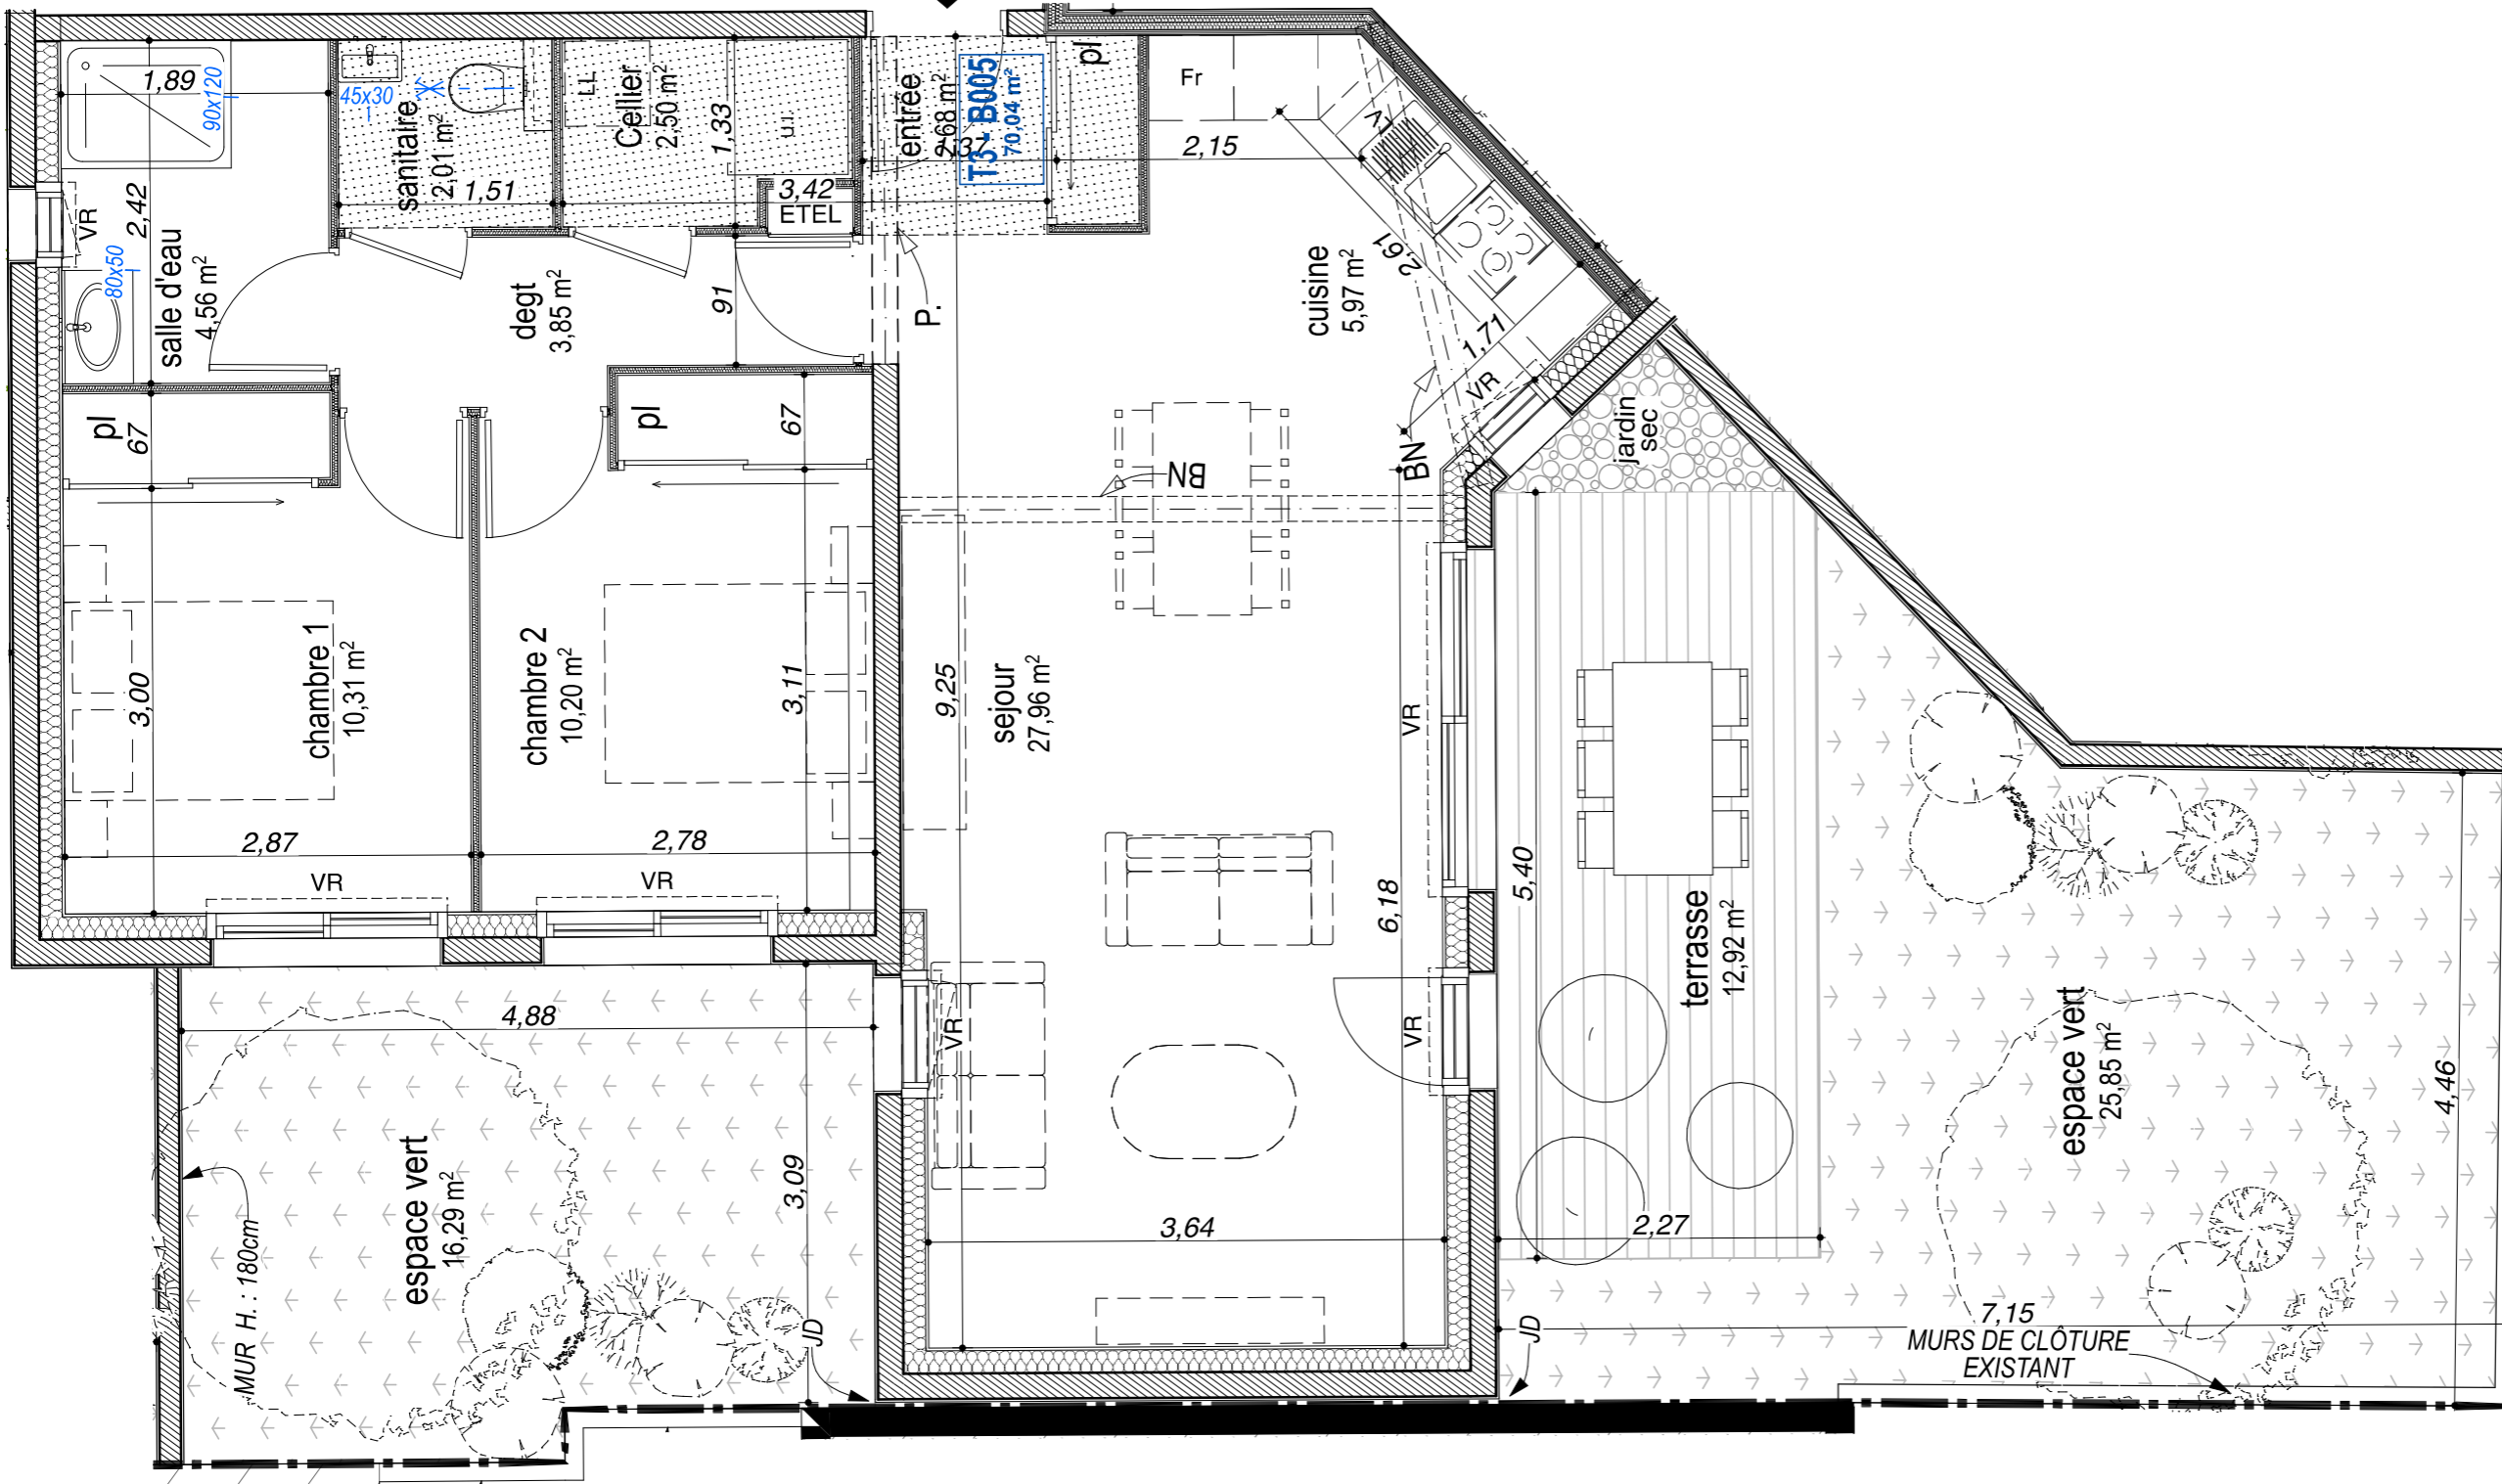 1,89
90x120
45x30
sanitaire
2,01 m²
1,51
LL
Cellier
2,50 m²
1,33
3,42
ETEL
entrée
2,68 m²
2,37
T3 - B005
70,04 m²
pl
Fr
2,15
LV
2,61
cuisine
5,97 m²
1,71
VR
BN
BN
jardin
sec
VR
2,42
80x50
salle d'eau
4,56 m²
degt
3,85 m²
91
P.
pl
67
pl
67
3,00
chambre 1
10,31 m²
chambre 2
10,20 m²
3,11
9,25
sejour
27,96 m²
VR
6,18
5,40
terrasse
12,92 m²
2,87
2,78
VR
VR
4,88
VR
VR
espace vert
16,29 m²
3,09
MUR H. : 180cm
3,64
2,27
espace vert
25,85 m²
4,46
JD
JD
7,15
MURS DE CLÔTURE
EXISTANT